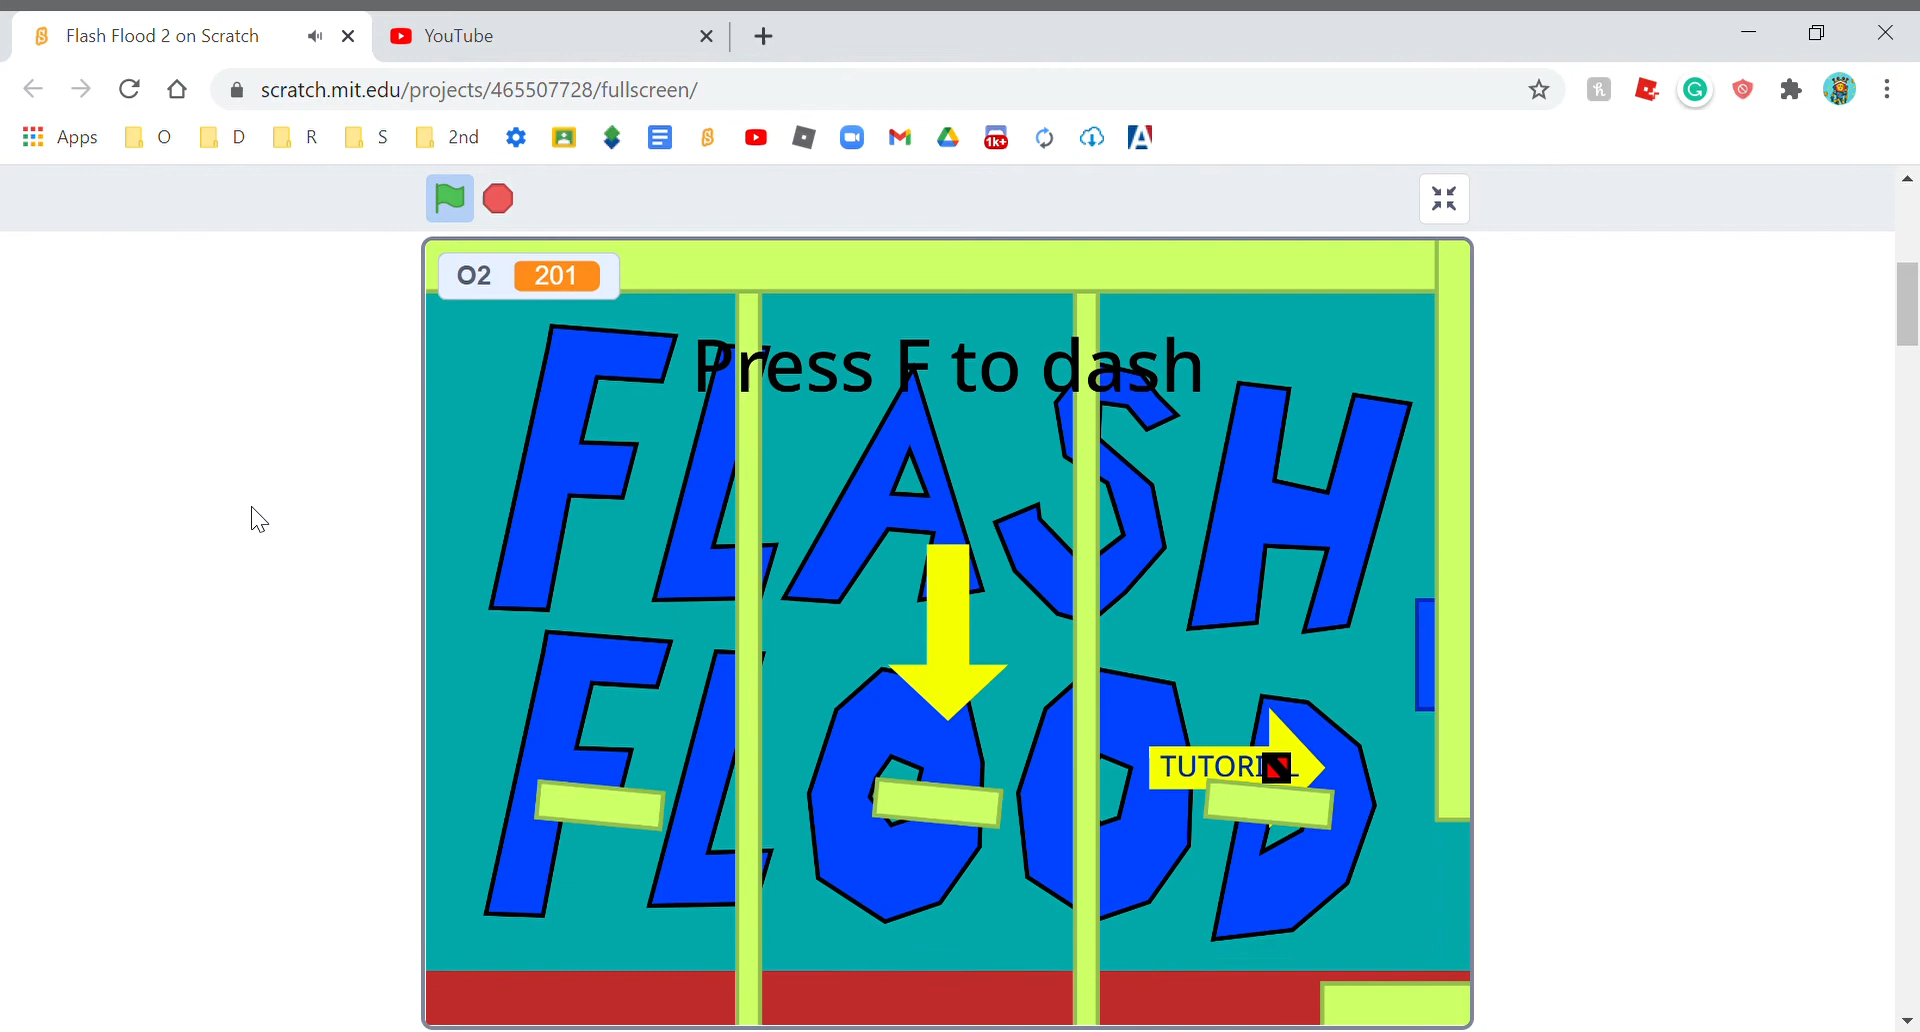 Flash Flood 2 on Scratch
YouTube
scratch.mit.edu/projects/465507728/fullscreen/
Apps O D R S 2nd 1k+
O2 201
Press F to dash
FLASH
FLOOD